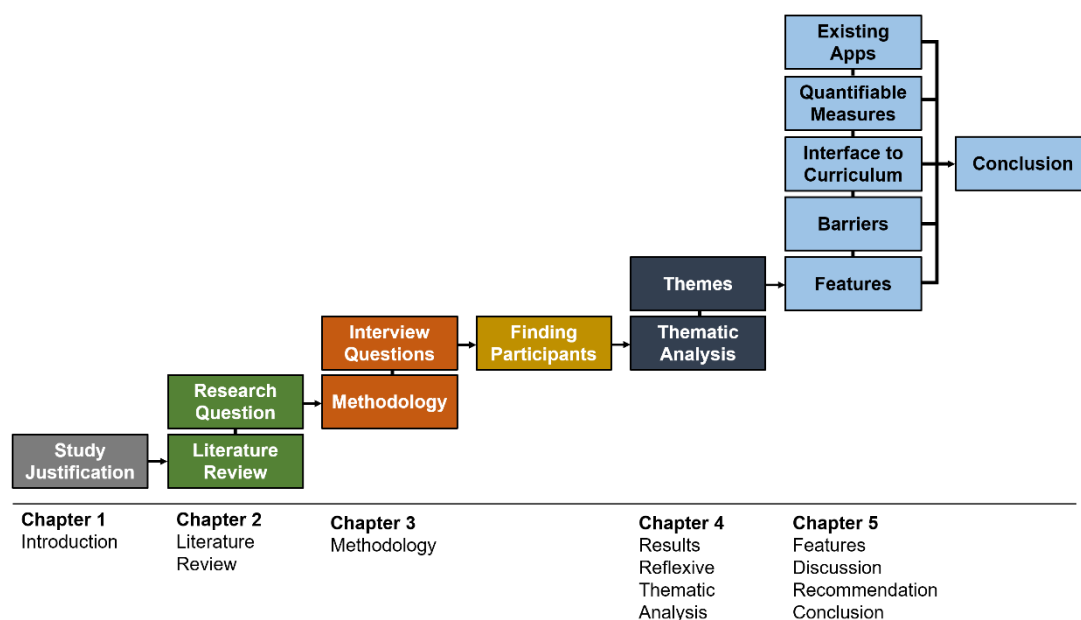 Existing
Apps
Quantifiable
Measures
Interface to
Curriculum
Conclusion
Barriers
Themes
Features
Interview
Questions
Finding
Participants
Thematic
Analysis
Research
Question
Methodology
Study
Justification
Literature
Review
Chapter 1
Introduction
Chapter 2
Literature
Review
Chapter 3
Methodology
Chapter 4
Results
Reflexive
Thematic
Analysis
Chapter 5
Features
Discussion
Recommendation
Conclusion